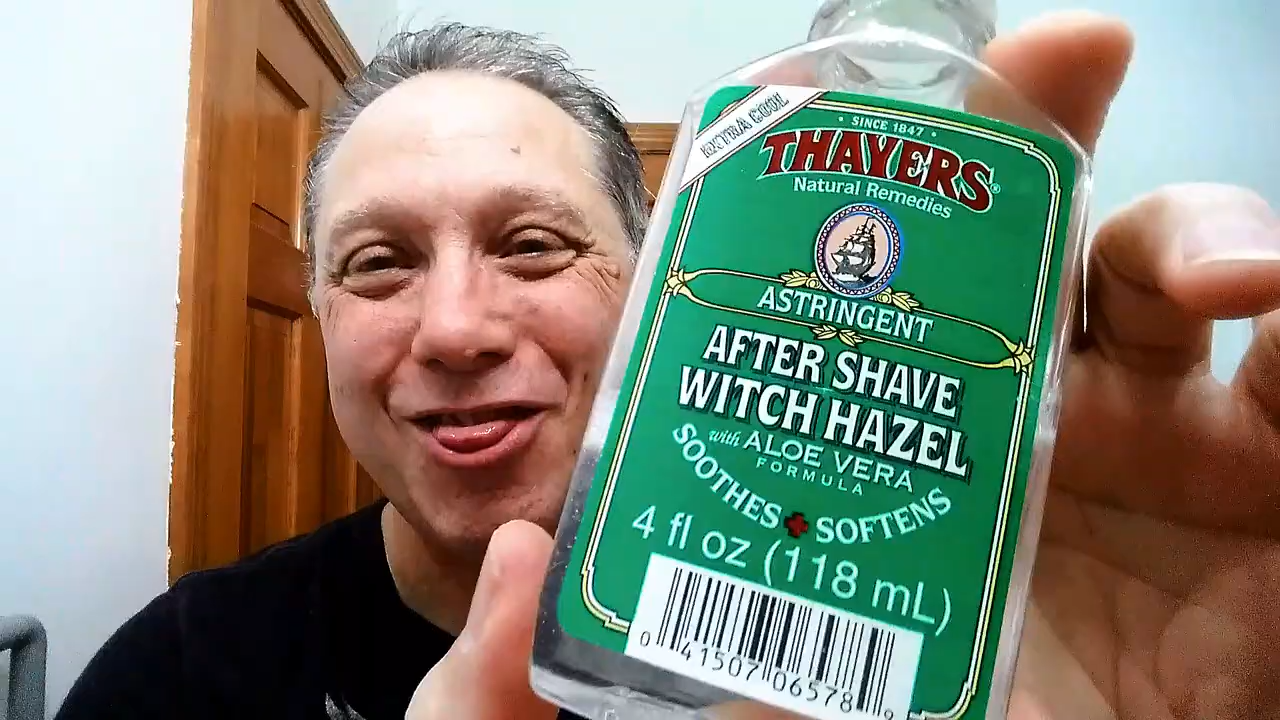 EXTRA COOL
• SINCE 1847 •
THAYERS®
Natural Remedies
ASTRINGENT
AFTER SHAVE
WITCH HAZEL
with ALOE VERA
FORMULA
SOOTHES + SOFTENS
4 fl oz (118 mL)
0 41507 06578 9